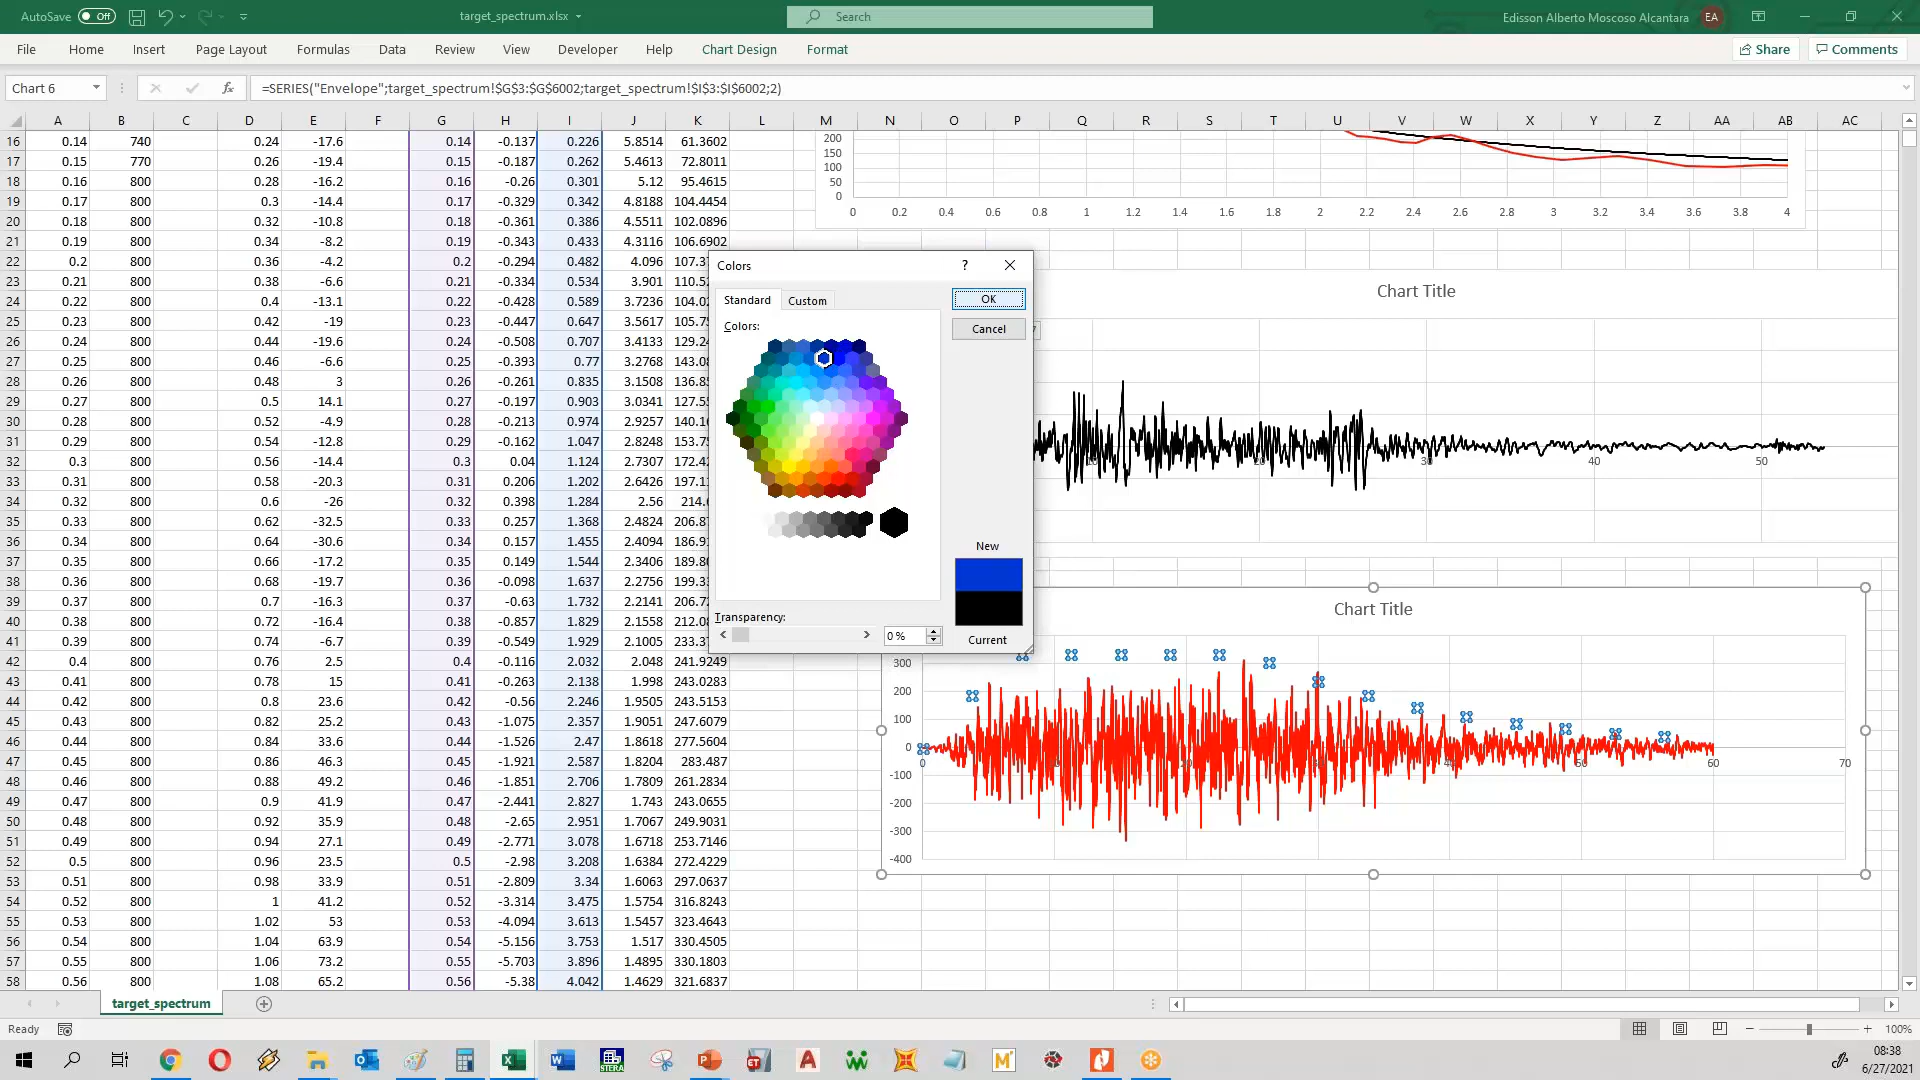 AutoSave Off target_spectrum.xlsx Search Edisson Alberto Moscoso Alcantara EA
File Home Insert Page Layout Formulas Data Review View Developer Help Chart Design Format Share Comments
Chart 6 fx =SERIES("Envelope";target_spectrum!$G$3:$G$6002;target_spectrum!$I$3:$I$6002;2)
A B C D E F G H I J K L M N O P Q R S T U V W X Y Z AA AB AC
16 0.14 740 0.24 -17.6 0.14 -0.137 0.226 5.8514 61.3602
17 0.15 770 0.26 -19.4 0.15 -0.187 0.262 5.4613 72.8011
18 0.16 800 0.28 -16.2 0.16 -0.26 0.301 5.12 95.4615
19 0.17 800 0.3 -14.4 0.17 -0.329 0.342 4.8188 104.4454
20 0.18 800 0.32 -10.8 0.18 -0.361 0.386 4.5511 102.0896
21 0.19 800 0.34 -8.2 0.19 -0.343 0.433 4.3116 106.6902
22 0.2 800 0.36 -4.2 0.2 -0.294 0.482 4.096
23 0.21 800 0.38 -6.6 0.21 -0.334 0.534 3.901
24 0.22 800 0.4 -13.1 0.22 -0.428 0.589 3.7236
25 0.23 800 0.42 -19 0.23 -0.447 0.647 3.5617
26 0.24 800 0.44 -19.6 0.24 -0.508 0.707 3.4133
27 0.25 800 0.46 -6.6 0.25 -0.393 0.77 3.2768
28 0.26 800 0.48 3 0.26 -0.261 0.835 3.1508
29 0.27 800 0.5 14.1 0.27 -0.197 0.903 3.0341
30 0.28 800 0.52 -4.9 0.28 -0.213 0.974 2.9257
31 0.29 800 0.54 -12.8 0.29 -0.162 1.047 2.8248
32 0.3 800 0.56 -14.4 0.3 0.04 1.124 2.7307
33 0.31 800 0.58 -20.3 0.31 0.206 1.202 2.6426
34 0.32 800 0.6 -26 0.32 0.398 1.284 2.56
35 0.33 800 0.62 -32.5 0.33 0.257 1.368 2.4824
36 0.34 800 0.64 -30.6 0.34 0.157 1.455 2.4094
37 0.35 800 0.66 -17.2 0.35 0.149 1.544 2.3406
38 0.36 800 0.68 -19.7 0.36 -0.098 1.637 2.2756
39 0.37 800 0.7 -16.3 0.37 -0.63 1.732 2.2141
40 0.38 800 0.72 -16.4 0.38 -0.857 1.829 2.1558
41 0.39 800 0.74 -6.7 0.39 -0.549 1.929 2.1005
42 0.4 800 0.76 2.5 0.4 -0.116 2.032 2.048 241.9249
43 0.41 800 0.78 15 0.41 -0.263 2.138 1.998 243.0283
44 0.42 800 0.8 23.6 0.42 -0.56 2.246 1.9505 243.5153
45 0.43 800 0.82 25.2 0.43 -1.075 2.357 1.9051 247.6079
46 0.44 800 0.84 33.6 0.44 -1.526 2.47 1.8618 277.5604
47 0.45 800 0.86 46.3 0.45 -1.921 2.587 1.8204 283.487
48 0.46 800 0.88 49.2 0.46 -1.851 2.706 1.7809 261.2834
49 0.47 800 0.9 41.9 0.47 -2.441 2.827 1.743 243.0655
50 0.48 800 0.92 35.9 0.48 -2.65 2.951 1.7067 249.9031
51 0.49 800 0.94 27.1 0.49 -2.771 3.078 1.6718 253.7146
52 0.5 800 0.96 23.5 0.5 -2.98 3.208 1.6384 272.4229
53 0.51 800 0.98 33.9 0.51 -2.809 3.34 1.6063 297.0637
54 0.52 800 1 41.2 0.52 -3.314 3.475 1.5754 316.8243
55 0.53 800 1.02 53 0.53 -4.094 3.613 1.5457 323.4643
56 0.54 800 1.04 63.9 0.54 -5.156 3.753 1.517 330.4505
57 0.55 800 1.06 73.2 0.55 -5.703 3.896 1.4895 330.1803
58 0.56 800 1.08 65.2 0.56 -5.38 4.042 1.4629 321.6837
200
150
100
50
0
0 0.2 0.4 0.6 0.8 1 1.2 1.4 1.6 1.8 2 2.2 2.4 2.6 2.8 3 3.2 3.4 3.6 3.8 4
Colors ?
Standard Custom
OK
Cancel
Colors:
New
Current
Transparency:
0 %
Chart Title
20 30 40 50
Chart Title
300
200
100
0
-100
-200
-300
-400
0 60 70
target_spectrum
Ready 100%
STERA ET A M
08:38
6/27/2021